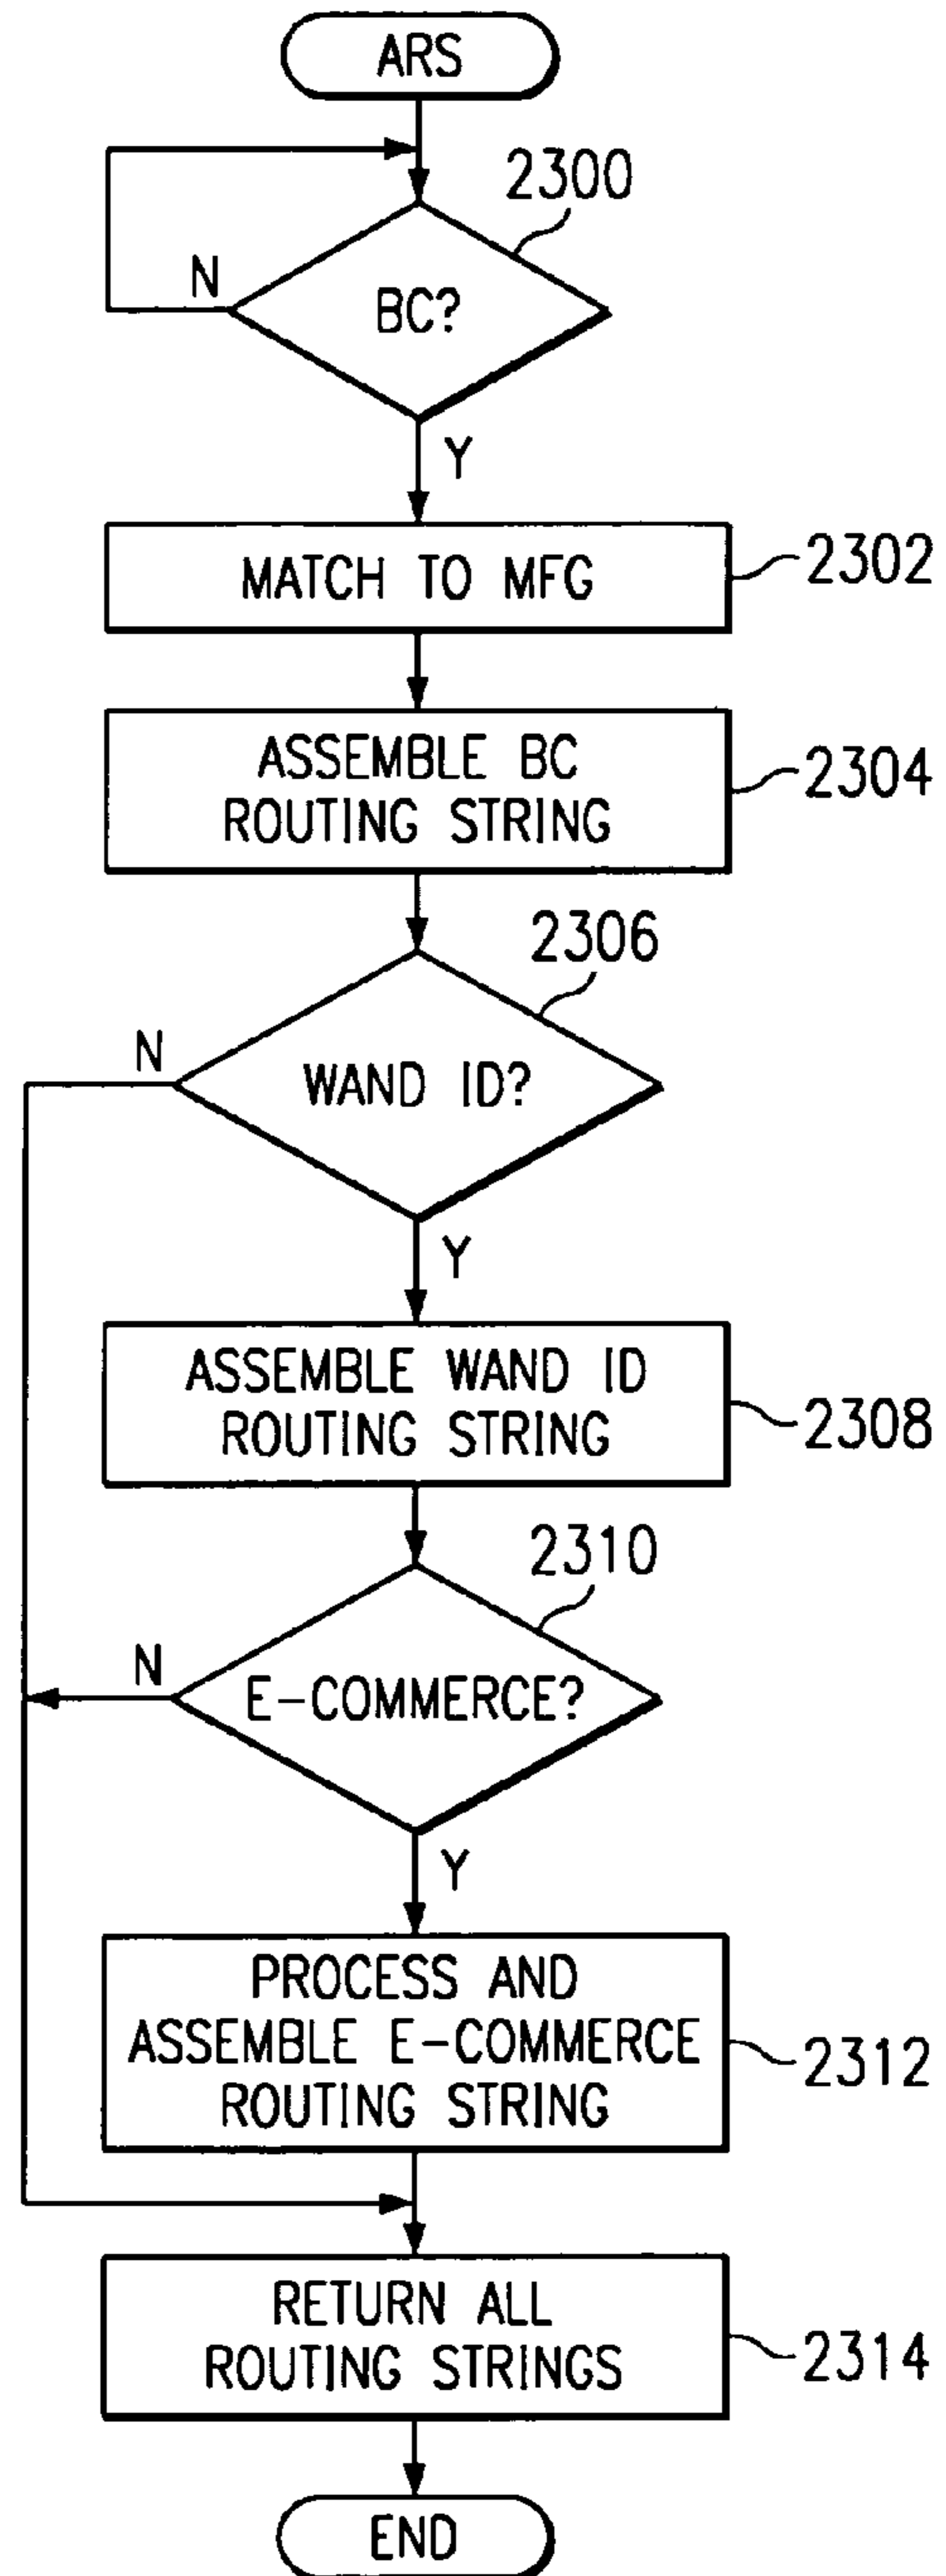 ARS
2300
N
BC?
Y
MATCH TO MFG
2302
ASSEMBLE BC
ROUTING STRING
2304
2306
N
WAND ID?
Y
ASSEMBLE WAND ID
ROUTING STRING
2308
2310
N
E-COMMERCE?
Y
PROCESS AND
ASSEMBLE E-COMMERCE
ROUTING STRING
2312
RETURN ALL
ROUTING STRINGS
2314
END